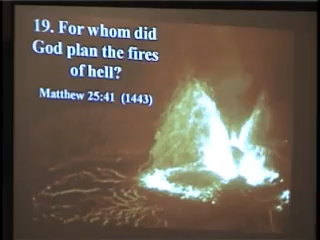 19. For whom did
God plan the fires
of hell?
Matthew 25:41 (1443)